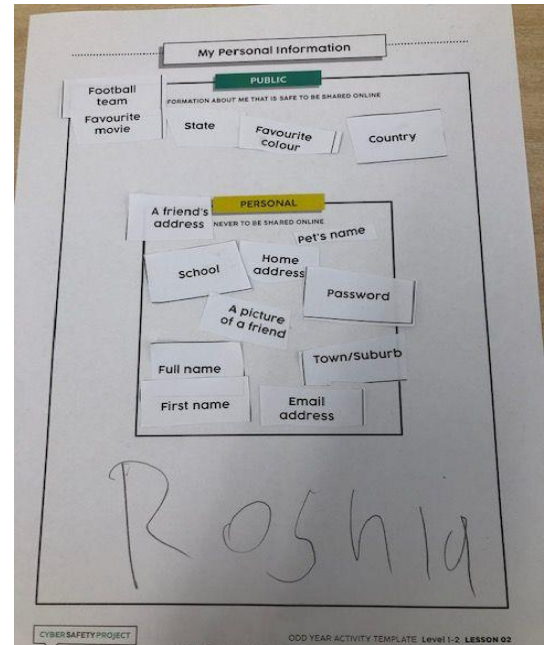 My Personal Information
PUBLIC
FORMATION ABOUT ME THAT IS SAFE TO BE SHARED ONLINE
Football
team
Favourite
movie
State
Favourite
colour
Country
PERSONAL
NEVER TO BE SHARED ONLINE
A friend's
address
Pet's name
School
Home
address
Password
A picture
of a friend
Full name
Town/Suburb
First name
Email
address
Roshia
CYBER SAFETY PROJECT
ODD YEAR ACTIVITY TEMPLATE Level 1-2 LESSON 02